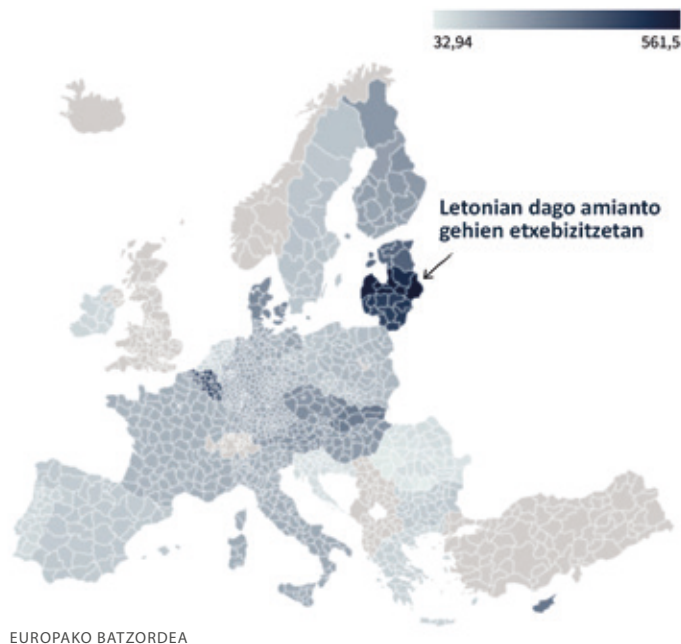 32,94 561,5
Letonian dago amianto
gehien etxebizitzetan
EUROPAKO BATZORDEA